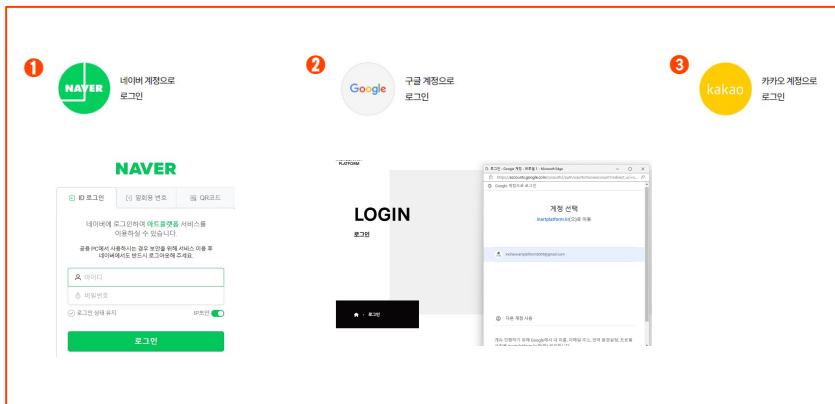 1
NAVER
네이버 계정으로
로그인
2
Google
구글 계정으로
로그인
3
kakao
카카오 계정으로
로그인
NAVER
ID 로그인
일회용 번호
QR코드
네이버에 로그인하여 아트플랫폼 서비스를
이용하실 수 있습니다.
공용 PC에서 사용하시는 경우 보안을 위해 서비스 이용 후
네이버에서도 반드시 로그아웃해 주세요.
아이디
비밀번호
로그인 상태 유지
IP보안
로그인
PLATFORM
LOGIN
로그인
로그인
Google 계정으로 로그인
계정 선택
다른 계정 사용